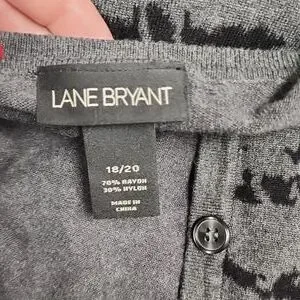 LANE BRYANT
18/20
70% RAYON
30% NYLON
MADE IN
CHINA